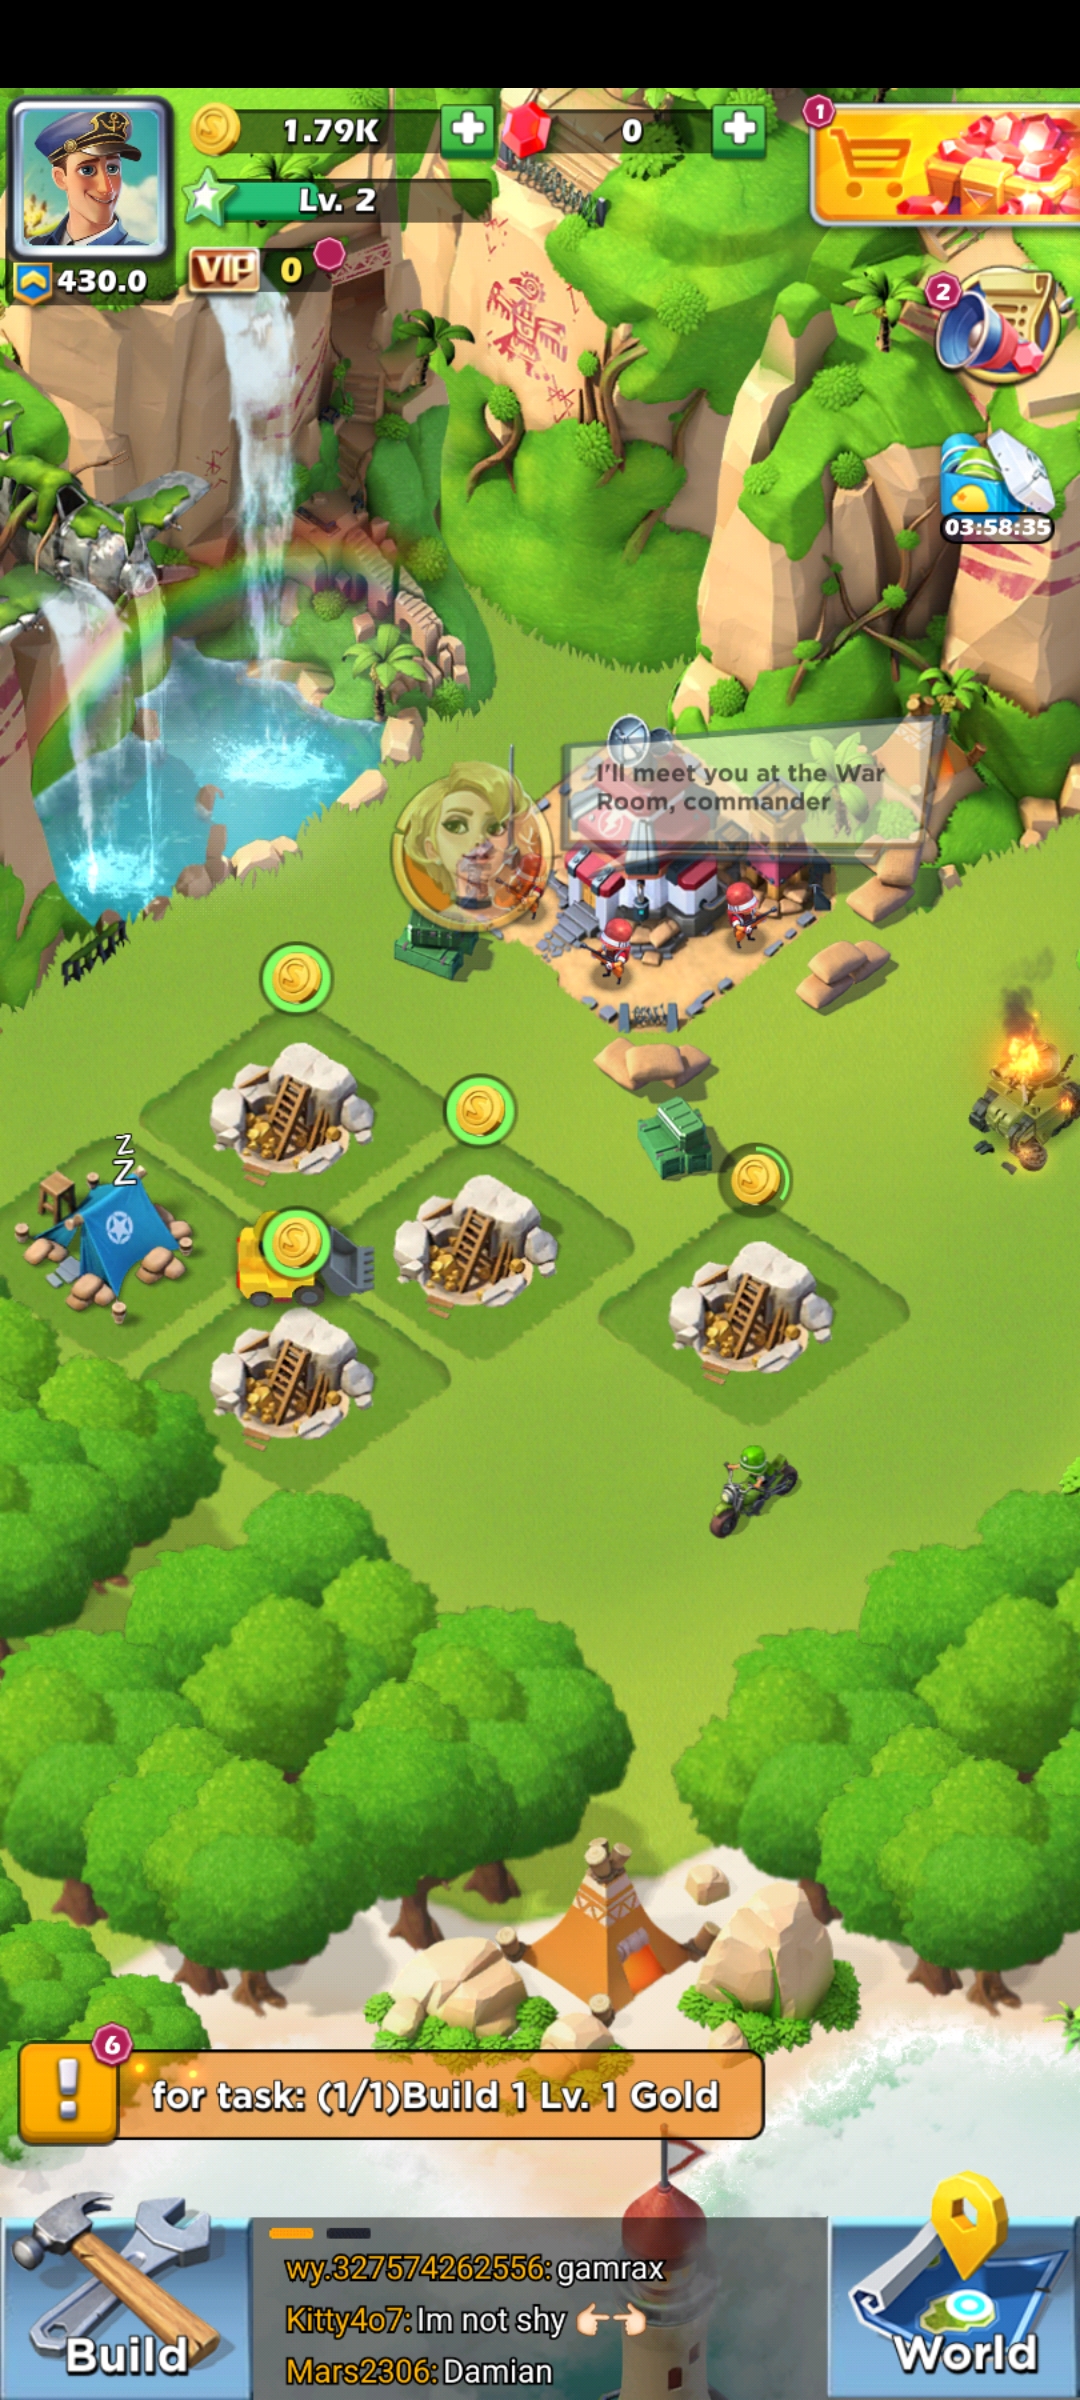 1.79K
0
1
Lv. 2
430.0
VIP 0
2
03:58:35
I'll meet you at the War
Room, commander
Z
Z
6
for task: (1/1)Build 1 Lv. 1 Gold
wy.327574262556: gamrax
Kitty4o7: Im not shy 👉👈
Mars2306: Damian
Build
World